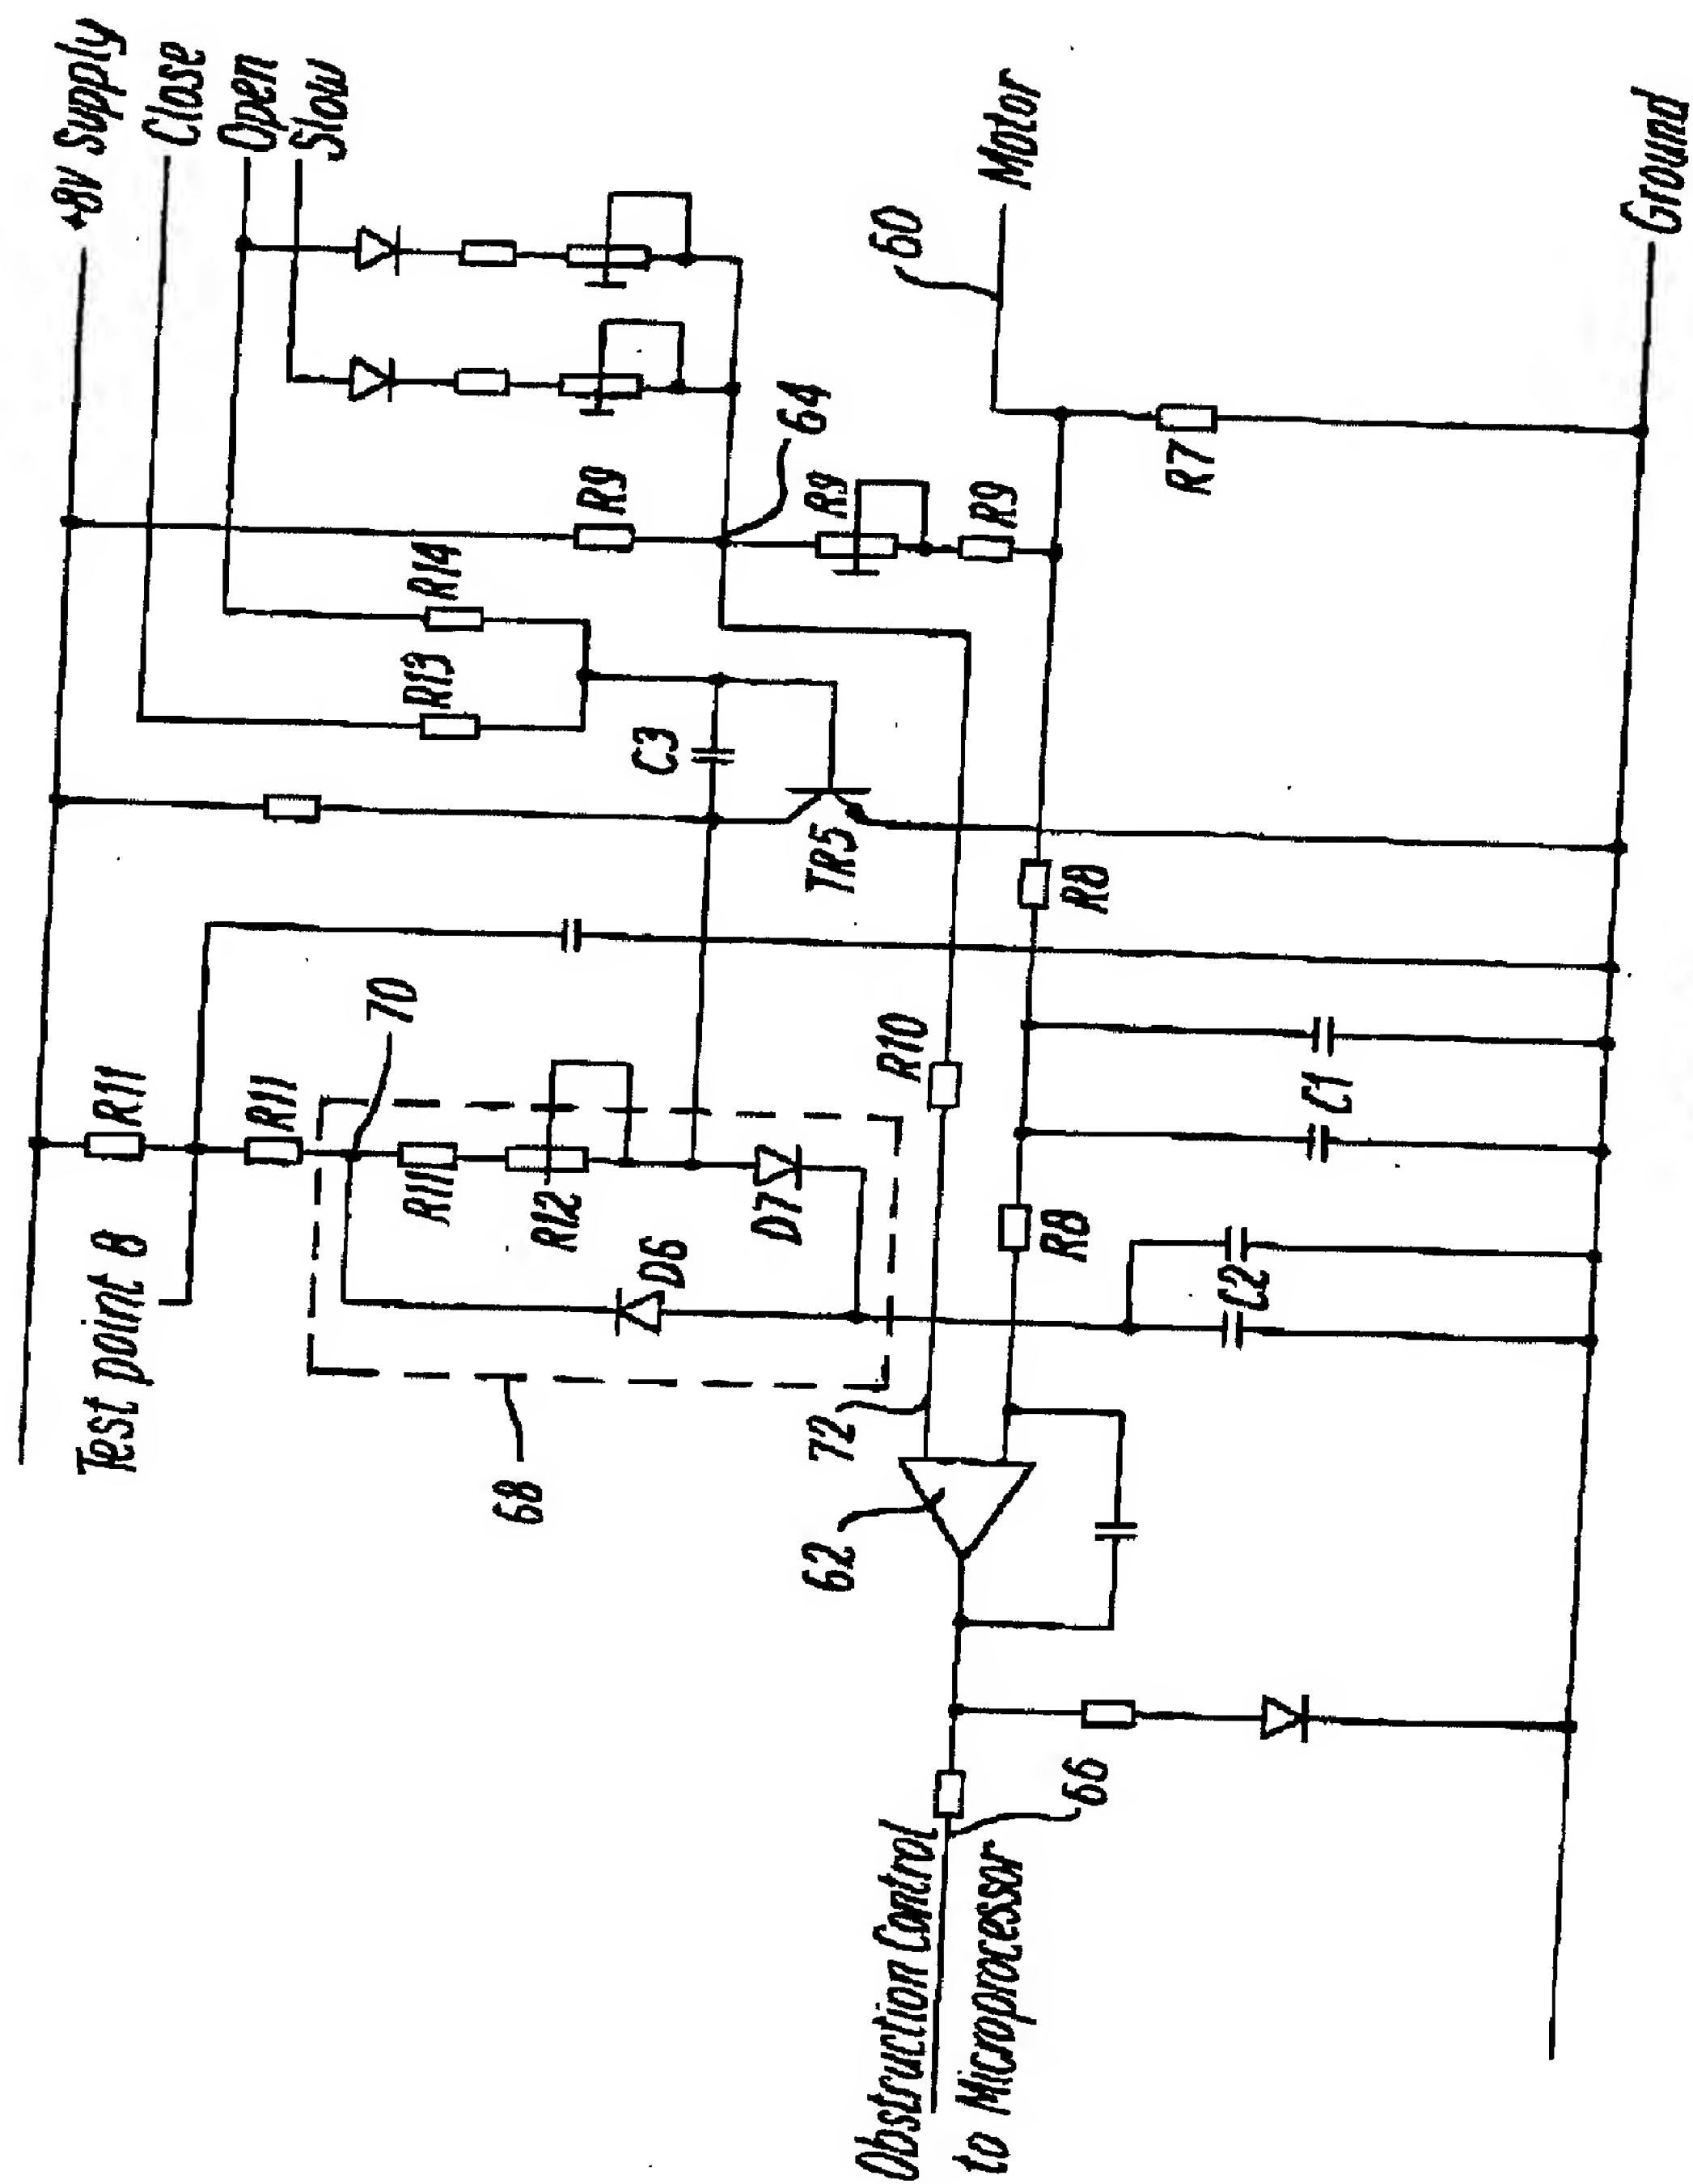 +8v Supply
Close
Open
Slow
Motor
60
Ground
R7
64
R9
R9
R9
R14
R13
C3
TR5
R8
70
R10
R11
R11
R11
R12
D7
D6
C1
R8
C2
Test point 8
68
72
62
66
Obstruction Control
to Microprocessor